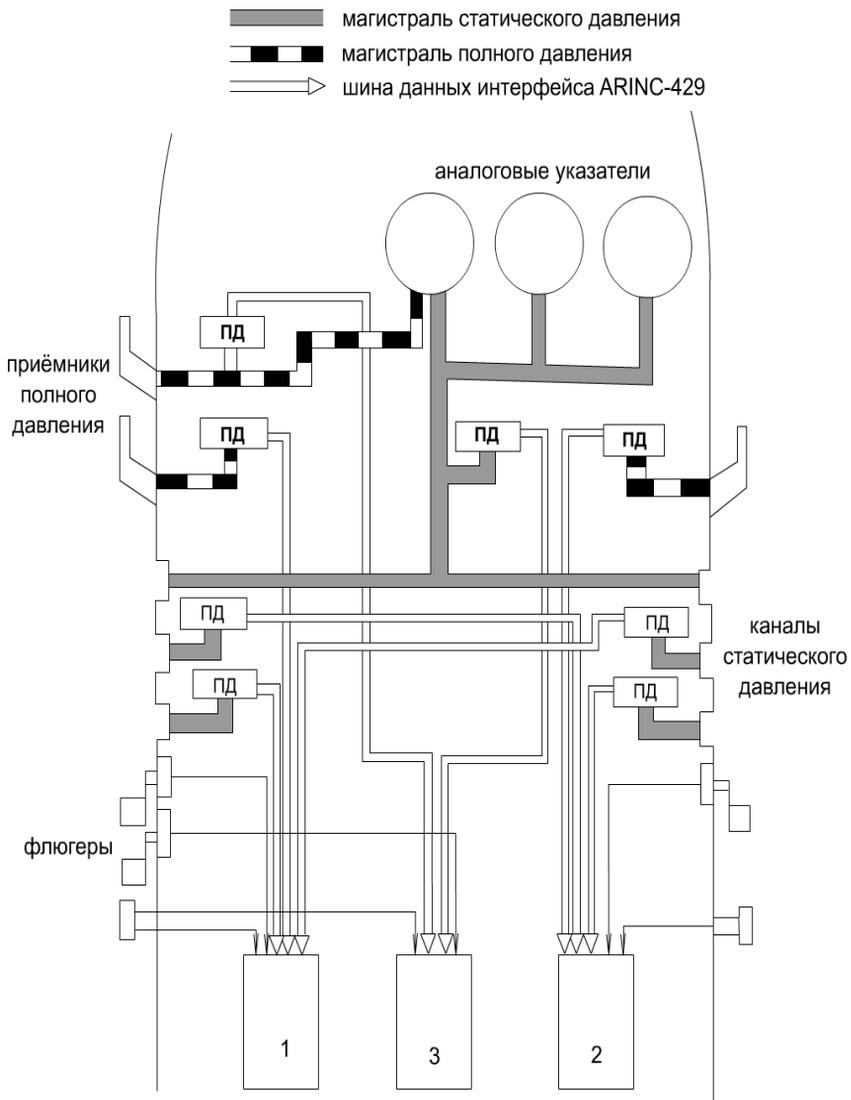 магистраль статического давления
магистраль полного давления
шина данных интерфейса ARINC-429
аналоговые указатели
ПД
приёмники
полного
давления
ПД
ПД
ПД
ПД
ПД
каналы
статического
давления
ПД
ПД
флюгеры
1
3
2